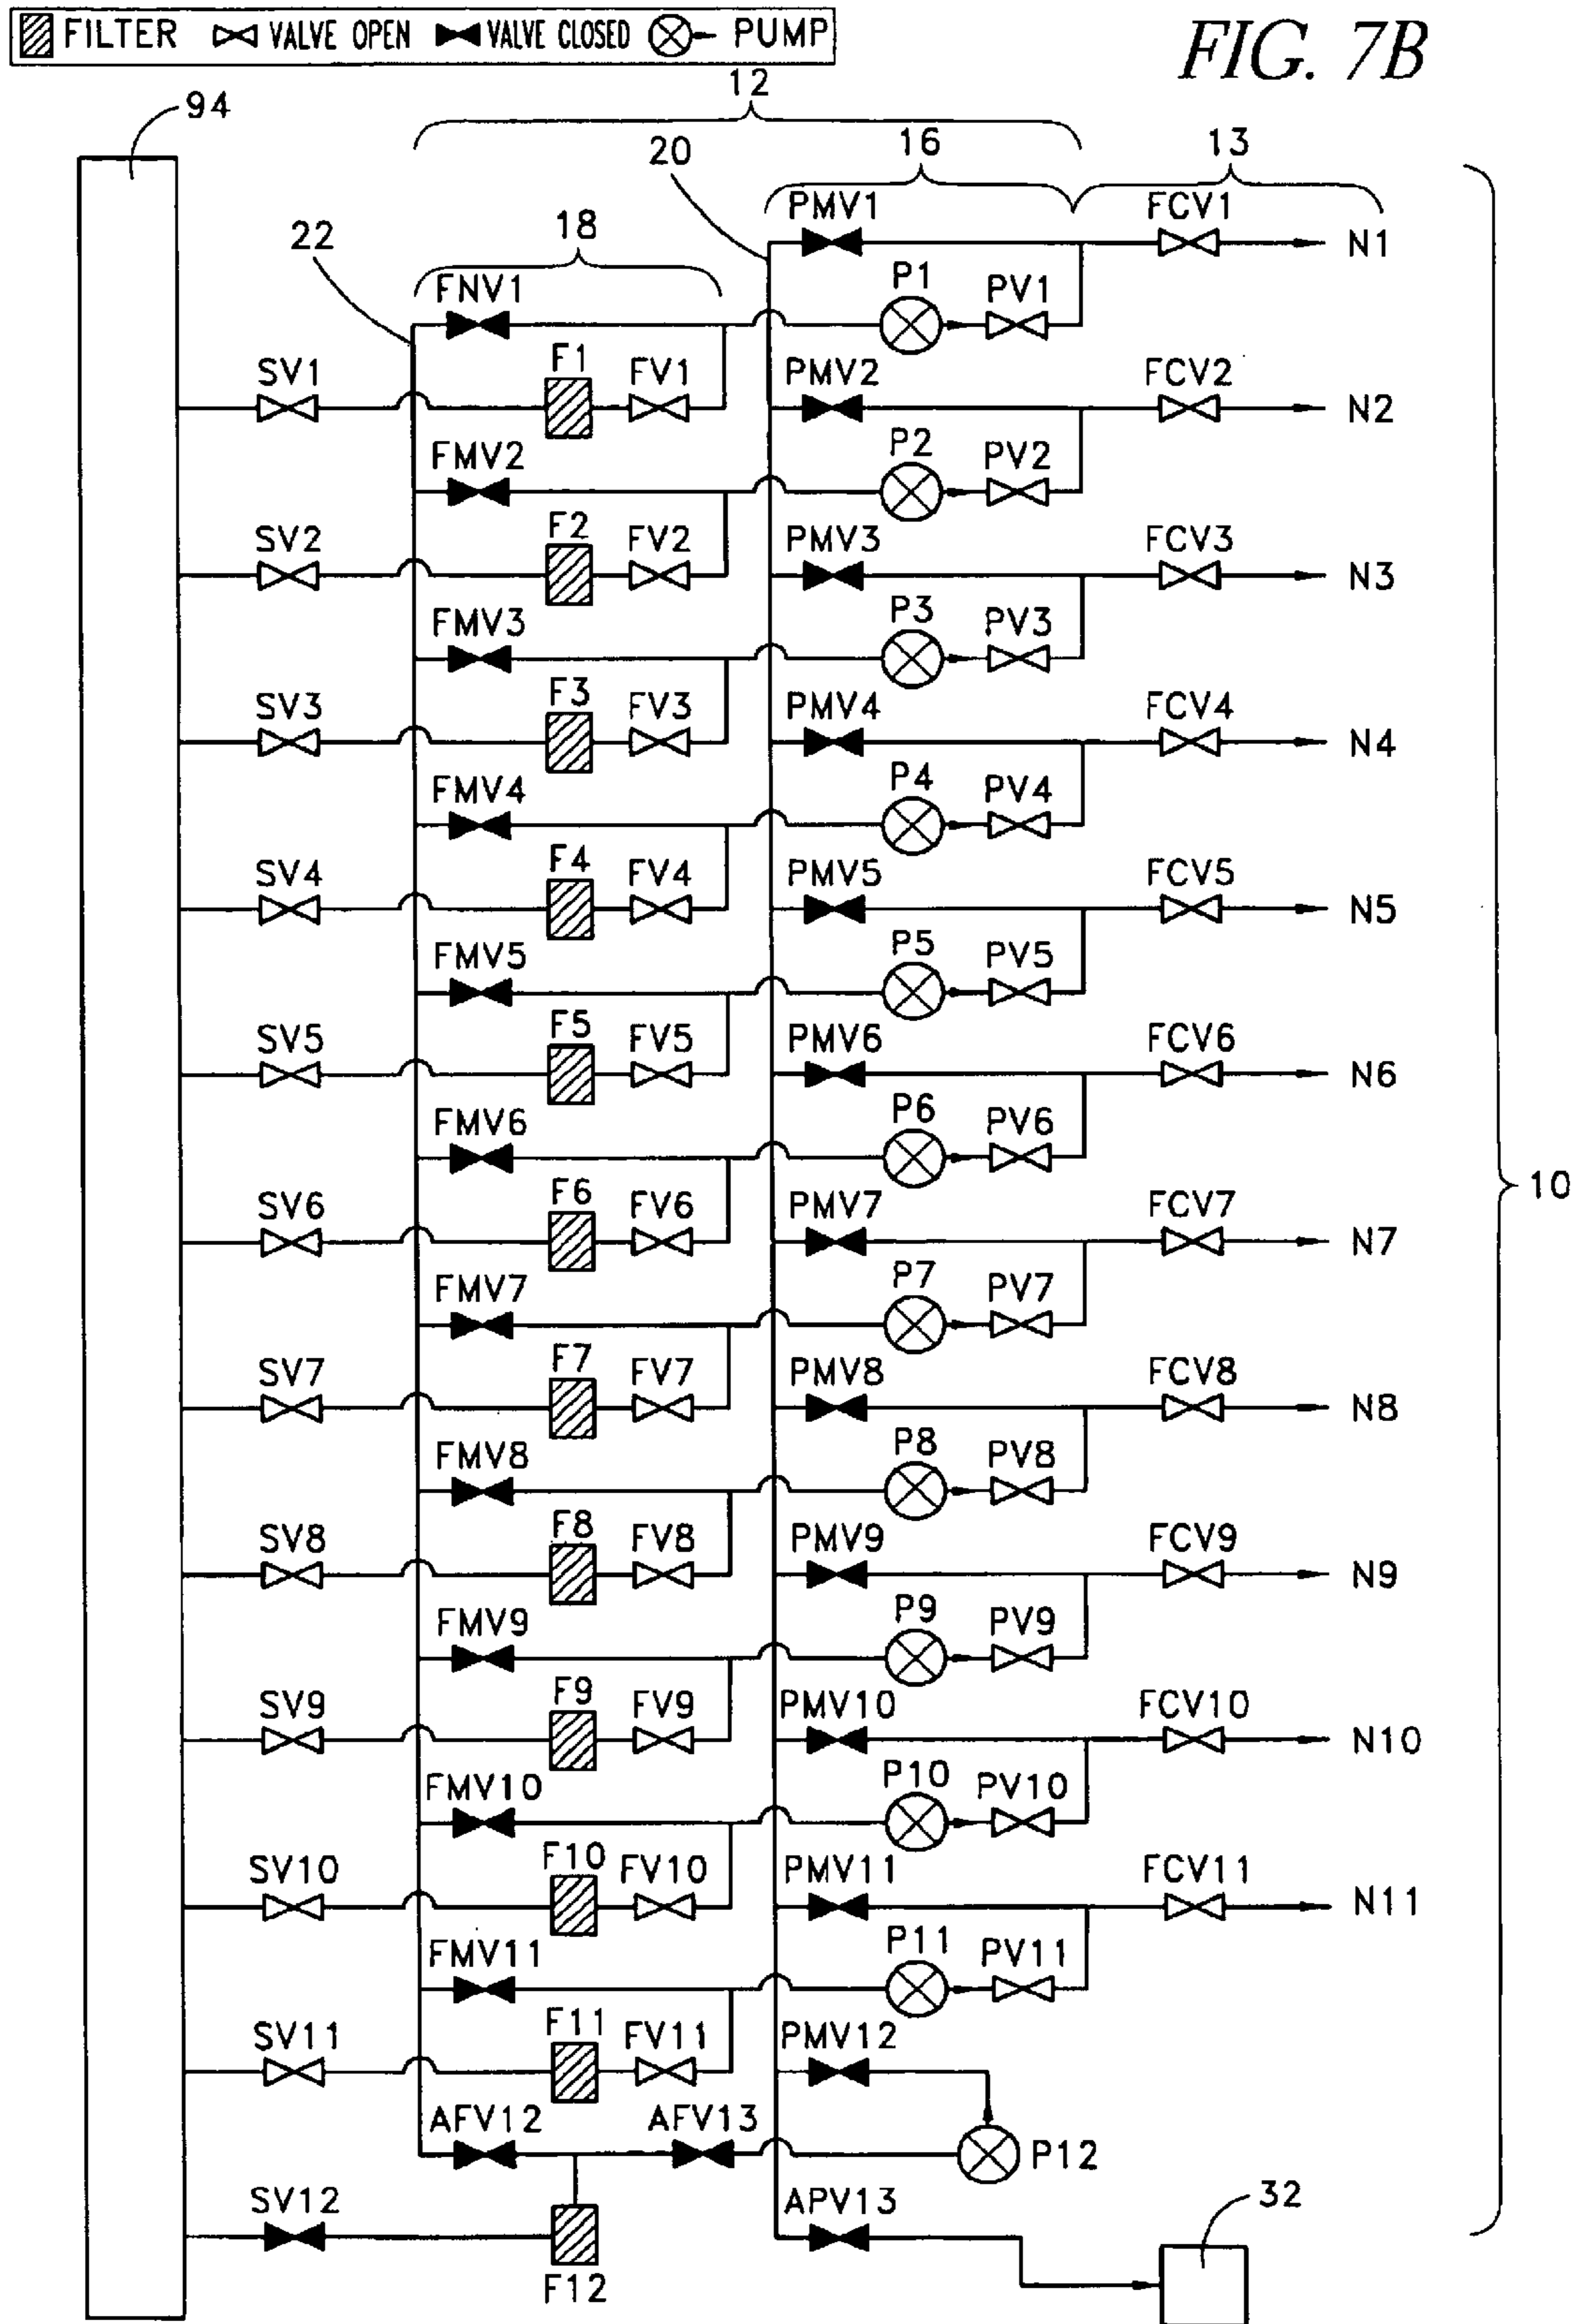 FILTER VALVE OPEN VALVE CLOSED PUMP
FIG. 7B
12
94
20 16 13
PMV1 FCV1
22 18 N1
FNV1 P1 PV1
SV1 F1 FV1 PMV2 FCV2
N2
FMV2 P2 PV2
SV2 F2 FV2 PMV3 FCV3
N3
FMV3 P3 PV3
SV3 F3 FV3 PMV4 FCV4
N4
FMV4 P4 PV4
SV4 F4 FV4 PMV5 FCV5
N5
FMV5 P5 PV5
SV5 F5 FV5 PMV6 FCV6
N6
FMV6 P6 PV6
10
SV6 F6 FV6 PMV7 FCV7
N7
FMV7 P7 PV7
SV7 F7 FV7 PMV8 FCV8
N8
FMV8 P8 PV8
SV8 F8 FV8 PMV9 FCV9
N9
FMV9 P9 PV9
SV9 F9 FV9 PMV10 FCV10
N10
FMV10 P10 PV10
SV10 F10 FV10 PMV11 FCV11
N11
FMV11 P11 PV11
SV11 F11 FV11 PMV12
AFV12 AFV13 P12
SV12 APV13 32
F12